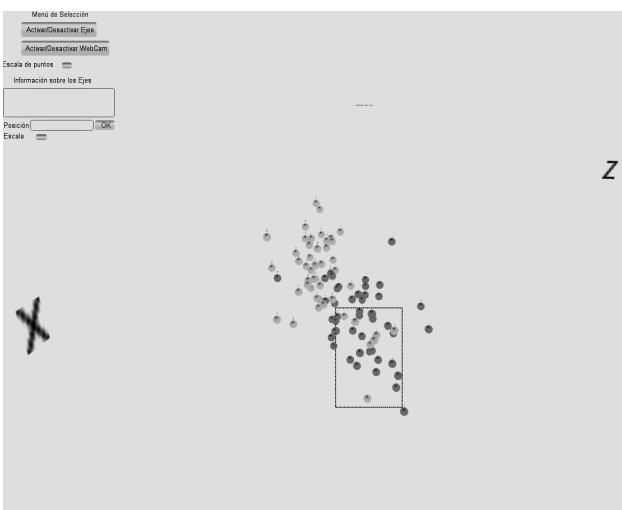 Menú de Selección
Activar/Desactivar Ejes
Activar/Desactivar WebCam
Escala de puntos
Información sobre los Ejes
Posición OK
Escala
Z
X